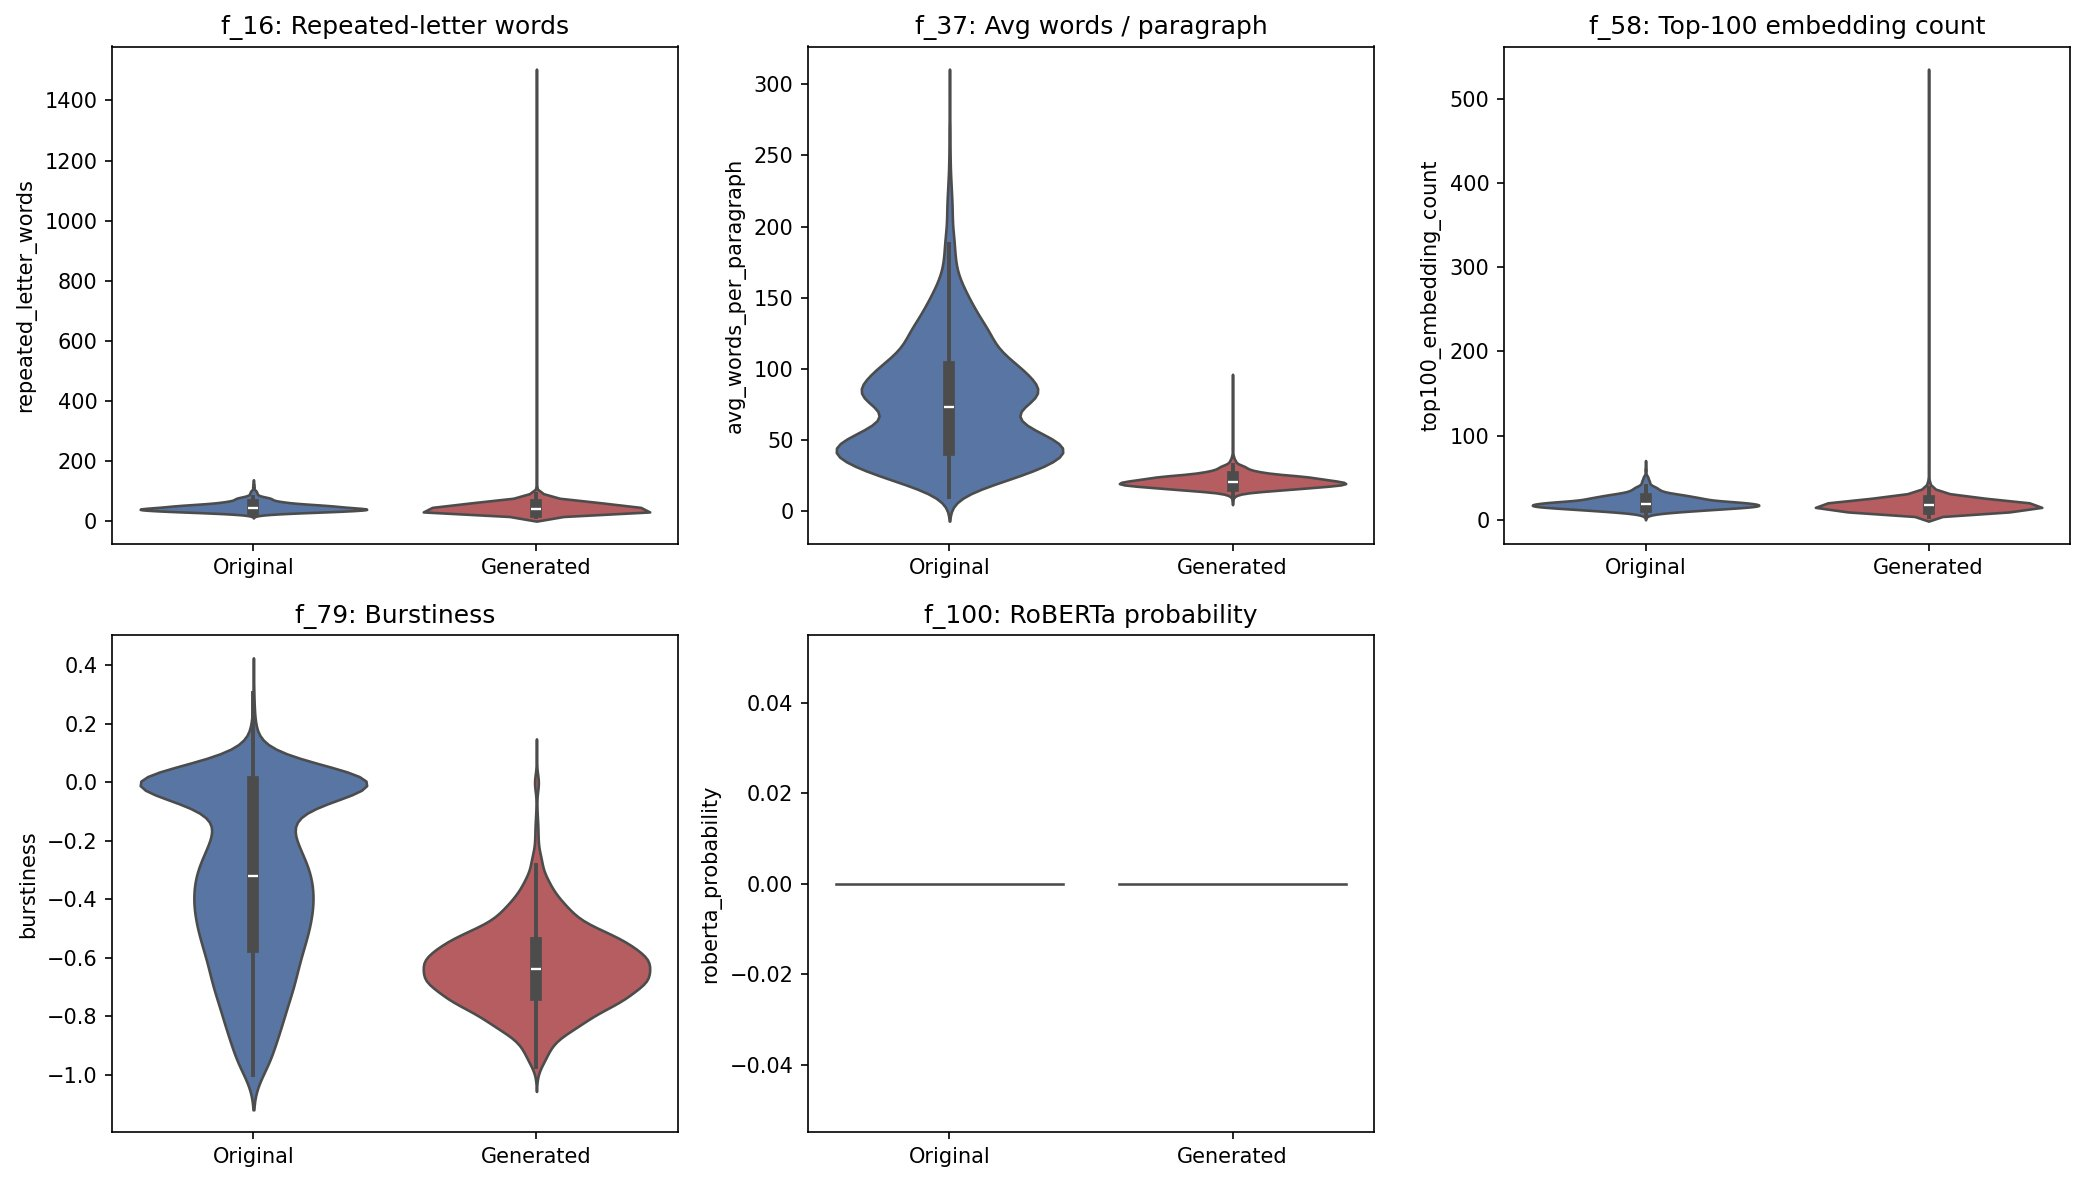 f_16: Repeated-letter words
repeated_letter_words
1400
1200
1000
800
600
400
200
0
Original
Generated
f_37: Avg words / paragraph
avg_words_per_paragraph
300
250
200
150
100
50
0
Original
Generated
f_58: Top-100 embedding count
top100_embedding_count
500
400
300
200
100
0
Original
Generated
f_79: Burstiness
burstiness
0.4
0.2
0.0
−0.2
−0.4
−0.6
−0.8
−1.0
Original
Generated
f_100: RoBERTa probability
roberta_probability
0.04
0.02
0.00
−0.02
−0.04
Original
Generated